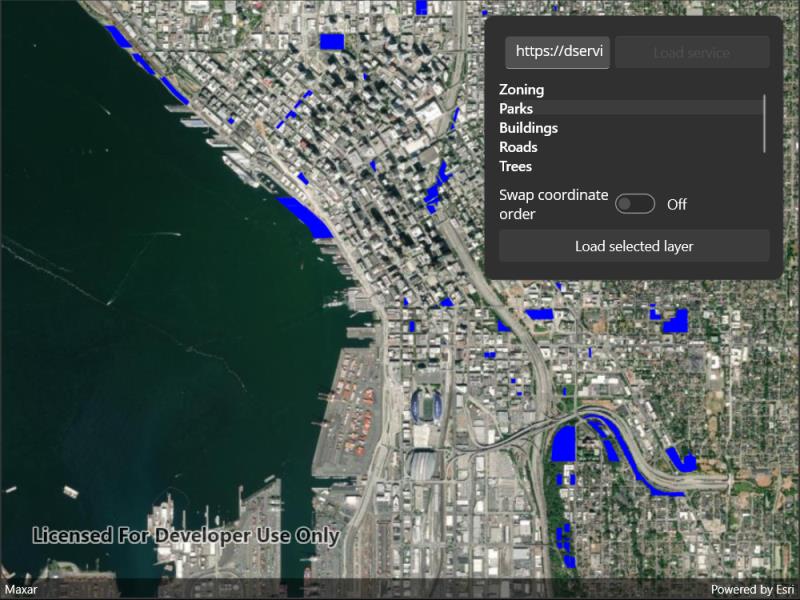 https://dservi
Load service
Zoning
Parks
Buildings
Roads
Trees
Swap coordinate
order
Off
Load selected layer
Licensed For Developer Use Only
Maxar
Powered by Esri